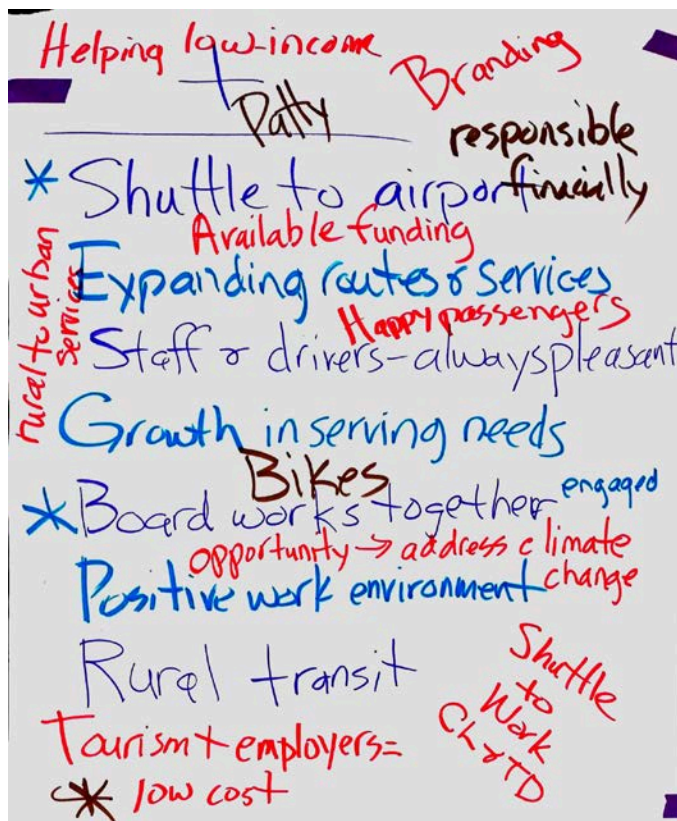 Helping low-income
+
Patty
Branding
responsible
finacially
* Shuttle to airport
Available funding
Expanding routes & services
rural to urban
services
Happy passengers
Staff & drivers - always pleasant
Growth in serving needs
Bikes
* Board works together engaged
opportunity → address climate
change
Positive work environment
Rural transit
Shuttle
to
Work
CH & TD
Tourism + employers =
* low cost